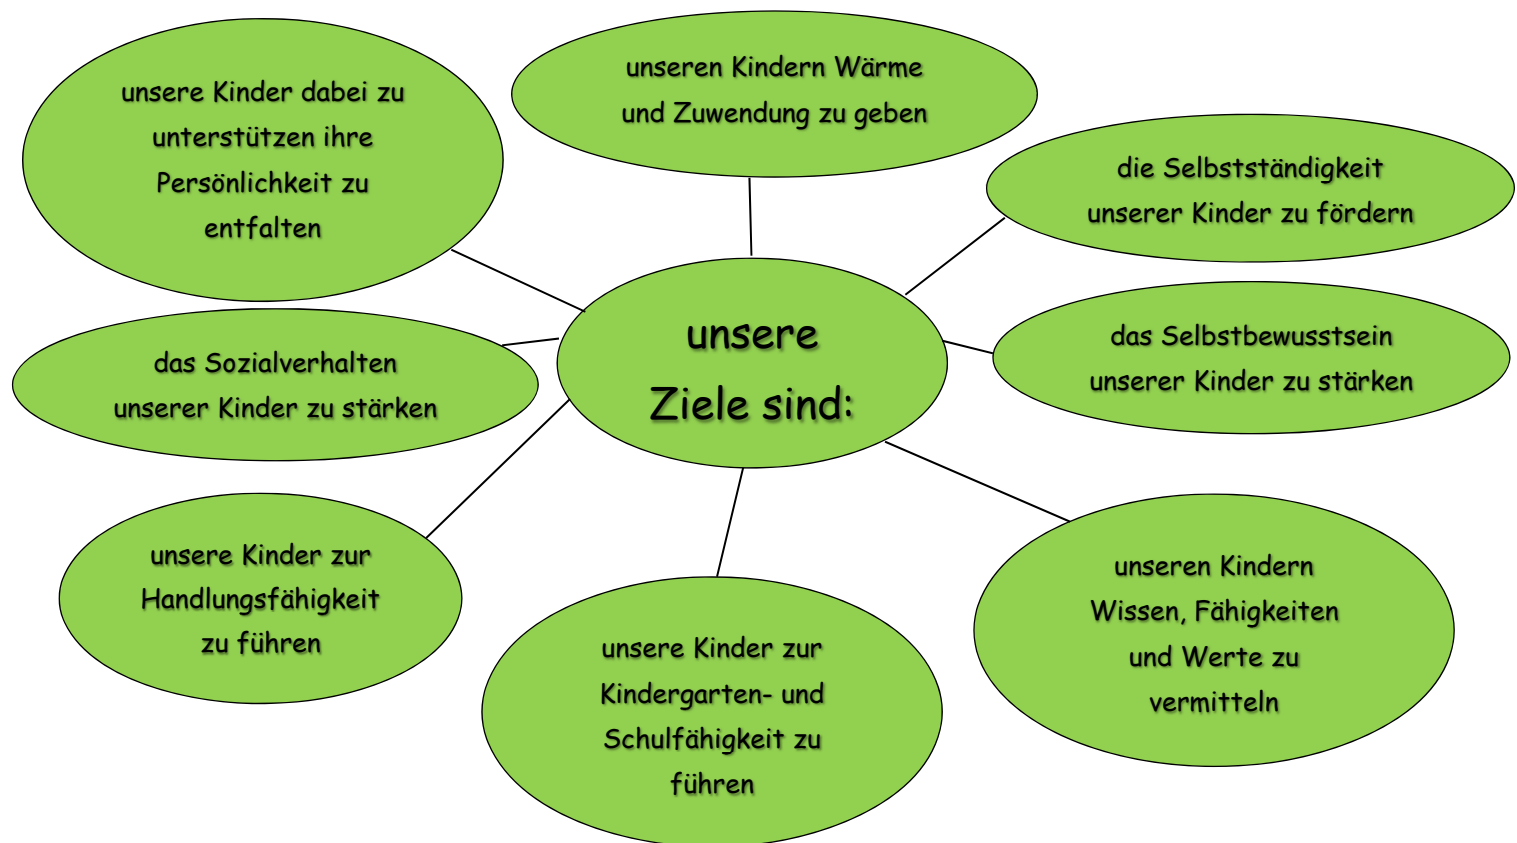 unsere Kinder dabei zu
unterstützen ihre
Persönlichkeit zu
entfalten
unseren Kindern Wärme
und Zuwendung zu geben
die Selbstständigkeit
unserer Kinder zu fördern
unsere
Ziele sind:
das Sozialverhalten
unserer Kinder zu stärken
das Selbstbewusstsein
unserer Kinder zu stärken
unsere Kinder zur
Handlungsfähigkeit
zu führen
unsere Kinder zur
Kindergarten- und
Schulfähigkeit zu
führen
unseren Kindern
Wissen, Fähigkeiten
und Werte zu
vermitteln